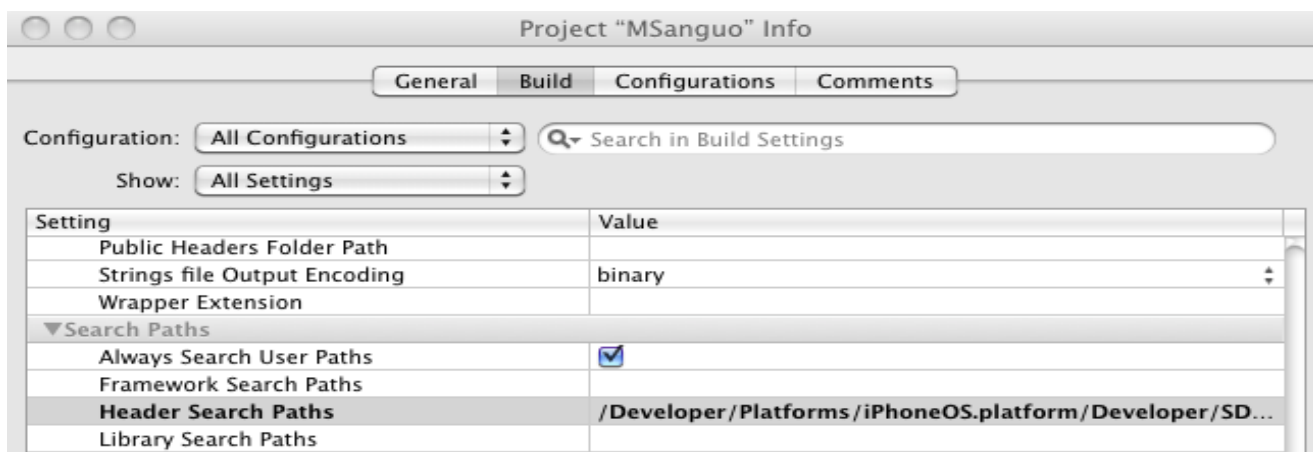 Project “MSanguo” Info
General Build Configurations Comments
Configuration: All Configurations Search in Build Settings
Show: All Settings
Setting Value
Public Headers Folder Path
Strings file Output Encoding binary
Wrapper Extension
Search Paths
Always Search User Paths
Framework Search Paths
Header Search Paths /Developer/Platforms/iPhoneOS.platform/Developer/SD...
Library Search Paths